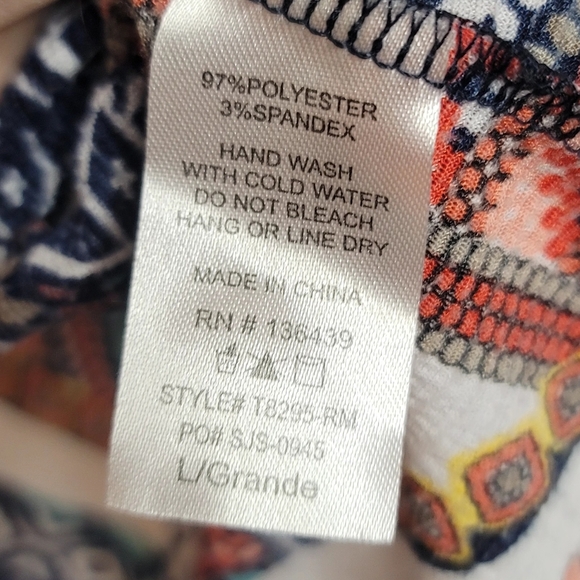 97%POLYESTER
3%SPANDEX
HAND WASH
WITH COLD WATER
DO NOT BLEACH
HANG OR LINE DRY
MADE IN CHINA
RN # 136439
STYLE# T8295-RM
PO# SJS-0945
L/Grande